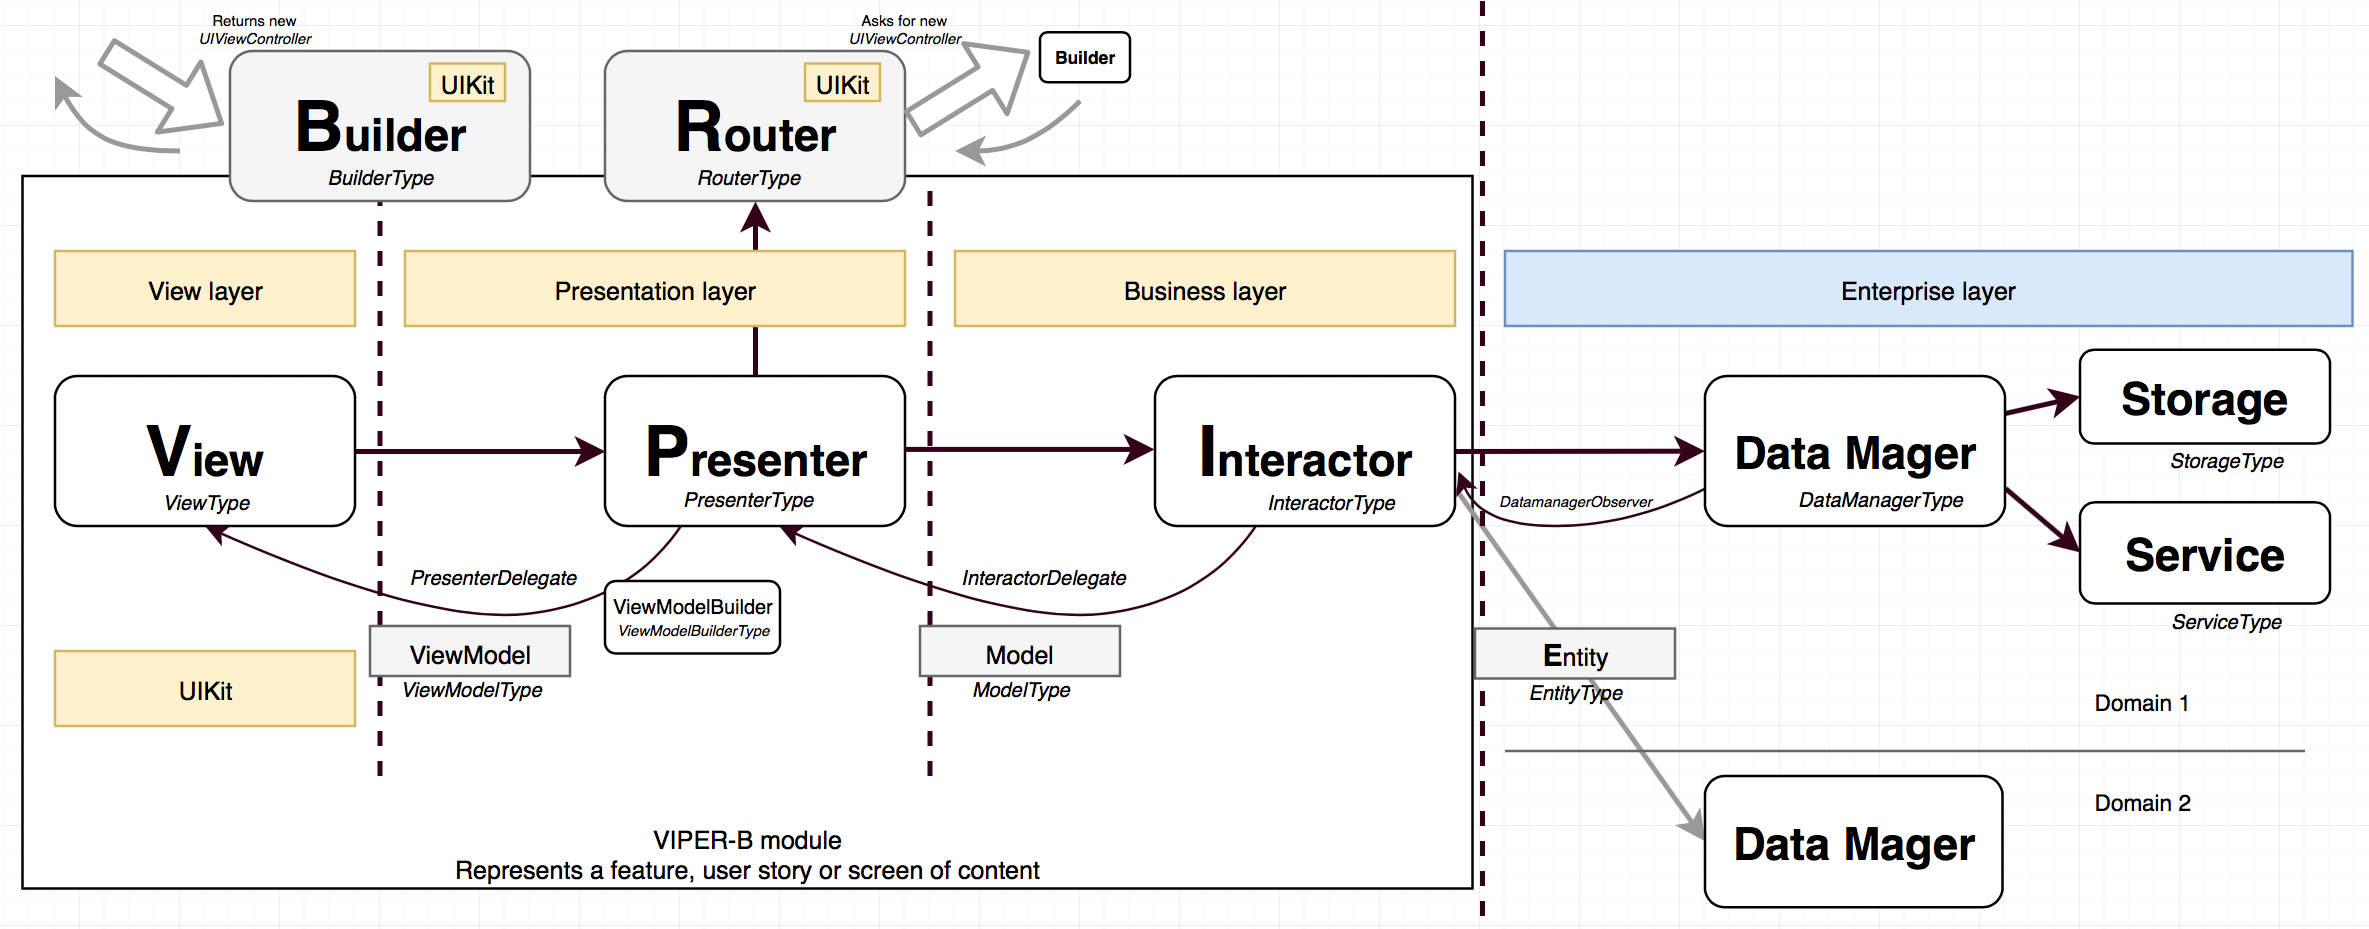 Returns new
UIViewController
Asks for new
UIViewController
Builder
UIKit
Builder
BuilderType
UIKit
Router
RouterType
View layer
Presentation layer
Business layer
Enterprise layer
View
ViewType
Presenter
PresenterType
Interactor
InteractorType
DatamanagerObserver
Data Mager
DataManagerType
Storage
StorageType
Service
ServiceType
PresenterDelegate
ViewModelBuilder
ViewModelBuilderType
InteractorDelegate
UIKit
ViewModel
ViewModelType
Model
ModelType
Entity
EntityType
Domain 1
Domain 2
Data Mager
VIPER-B module
Represents a feature, user story or screen of content